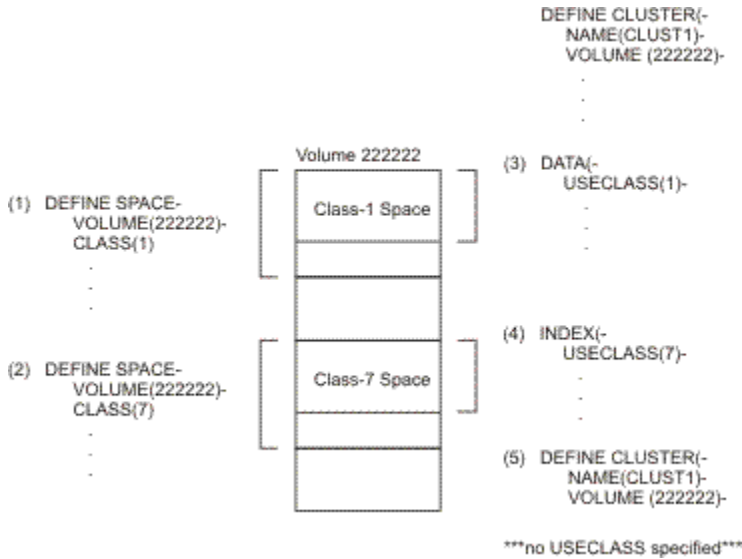 DEFINE CLUSTER(-
NAME(CLUST1)-
VOLUME (222222)-
.
.
.
Volume 222222
(1) DEFINE SPACE-
VOLUME(222222)-
CLASS(1)
.
.
.
Class-1 Space
(3) DATA(-
USECLASS(1)-
.
.
.
(2) DEFINE SPACE-
VOLUME(222222)-
CLASS(7)
.
.
.
Class-7 Space
(4) INDEX(-
USECLASS(7)-
.
.
.
(5) DEFINE CLUSTER(-
NAME(CLUST1)-
VOLUME (222222)-
***no USECLASS specified***